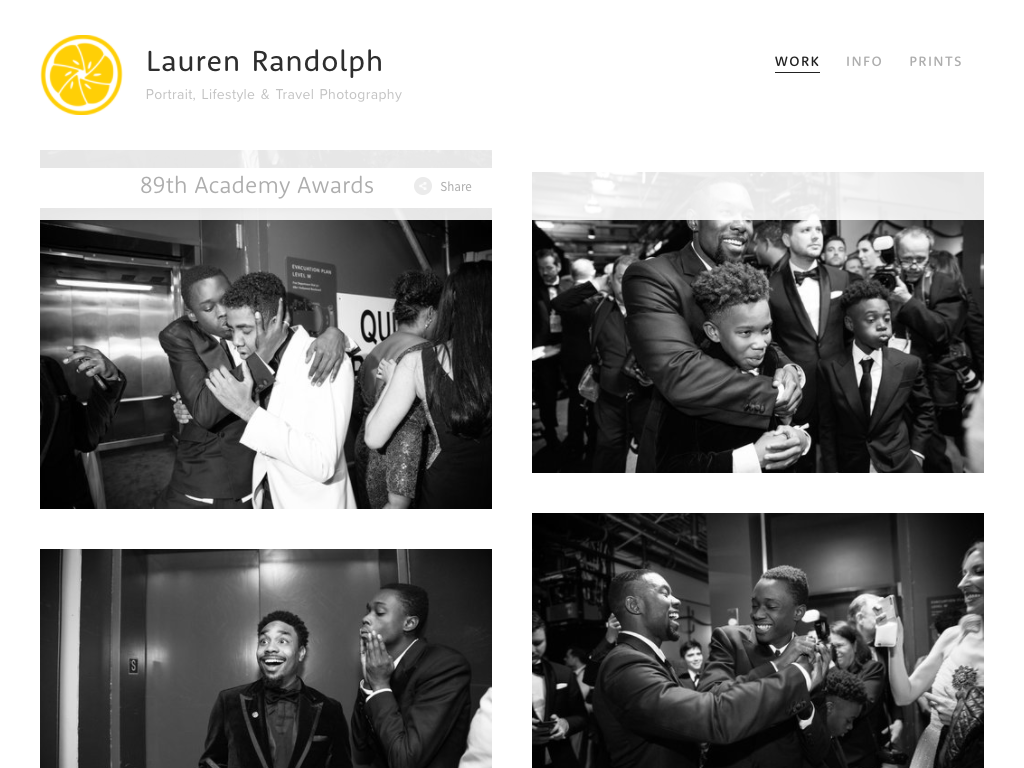 Lauren Randolph
Portrait, Lifestyle & Travel Photography
WORK
INFO
PRINTS
89th Academy Awards
Share
EVACUATION PLAN
LEVEL M
QU
$